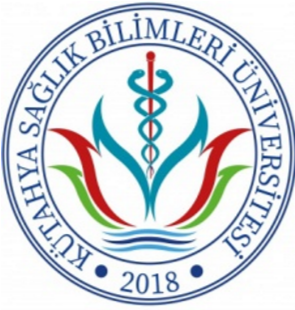 KÜTAHYA SAĞLIK BİLİMLERİ ÜNİVERSİTESİ
• 2018 •